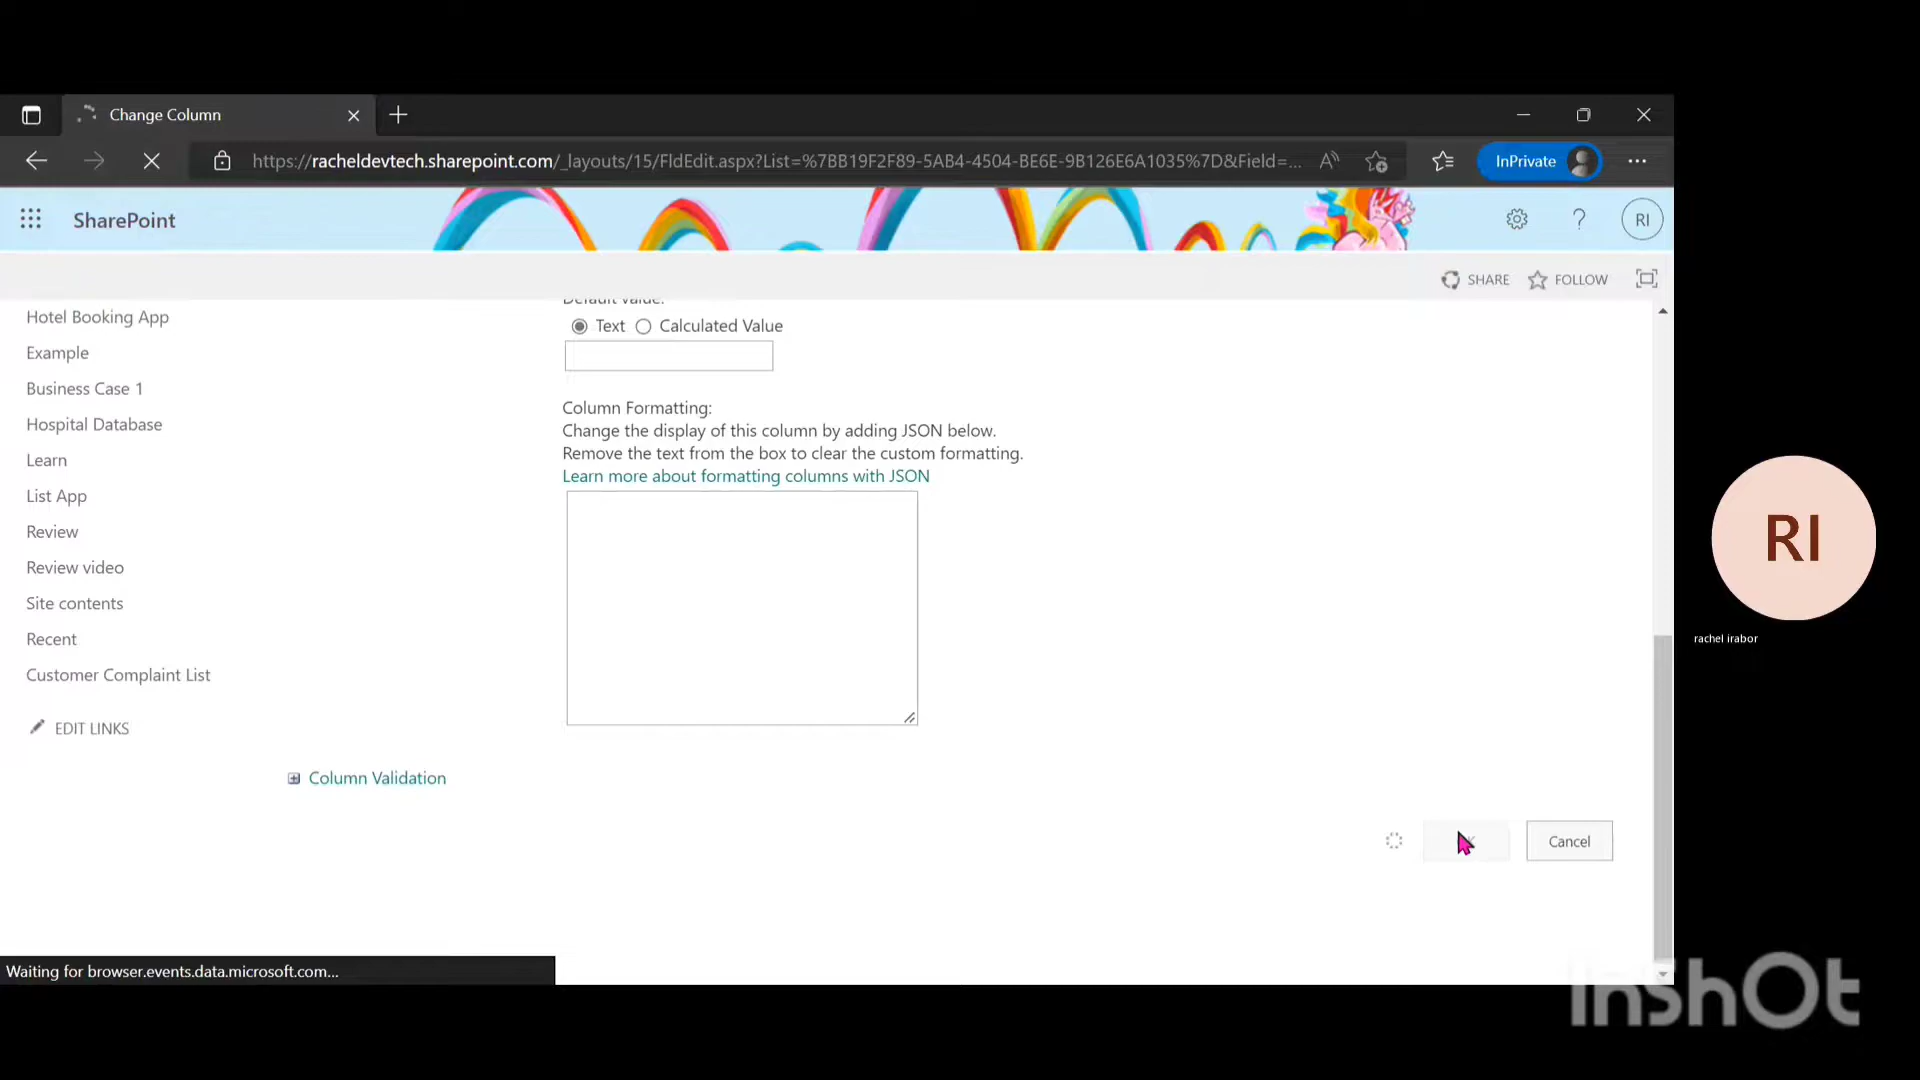 Change Column
https://racheldevtech.sharepoint.com/_layouts/15/FldEdit.aspx?List=%7BB19F2F89-5AB4-4504-BE6E-9B126E6A1035%7D&Field=...
InPrivate
SharePoint
?
RI
SHARE
FOLLOW
Hotel Booking App
Example
Business Case 1
Hospital Database
Learn
List App
Review
Review video
Site contents
Recent
Customer Complaint List
EDIT LINKS
Default value:
Text
Calculated Value
Column Formatting:
Change the display of this column by adding JSON below.
Remove the text from the box to clear the custom formatting.
Learn more about formatting columns with JSON
Column Validation
Cancel
Waiting for browser.events.data.microsoft.com...
RI
rachel irabor
InShOt